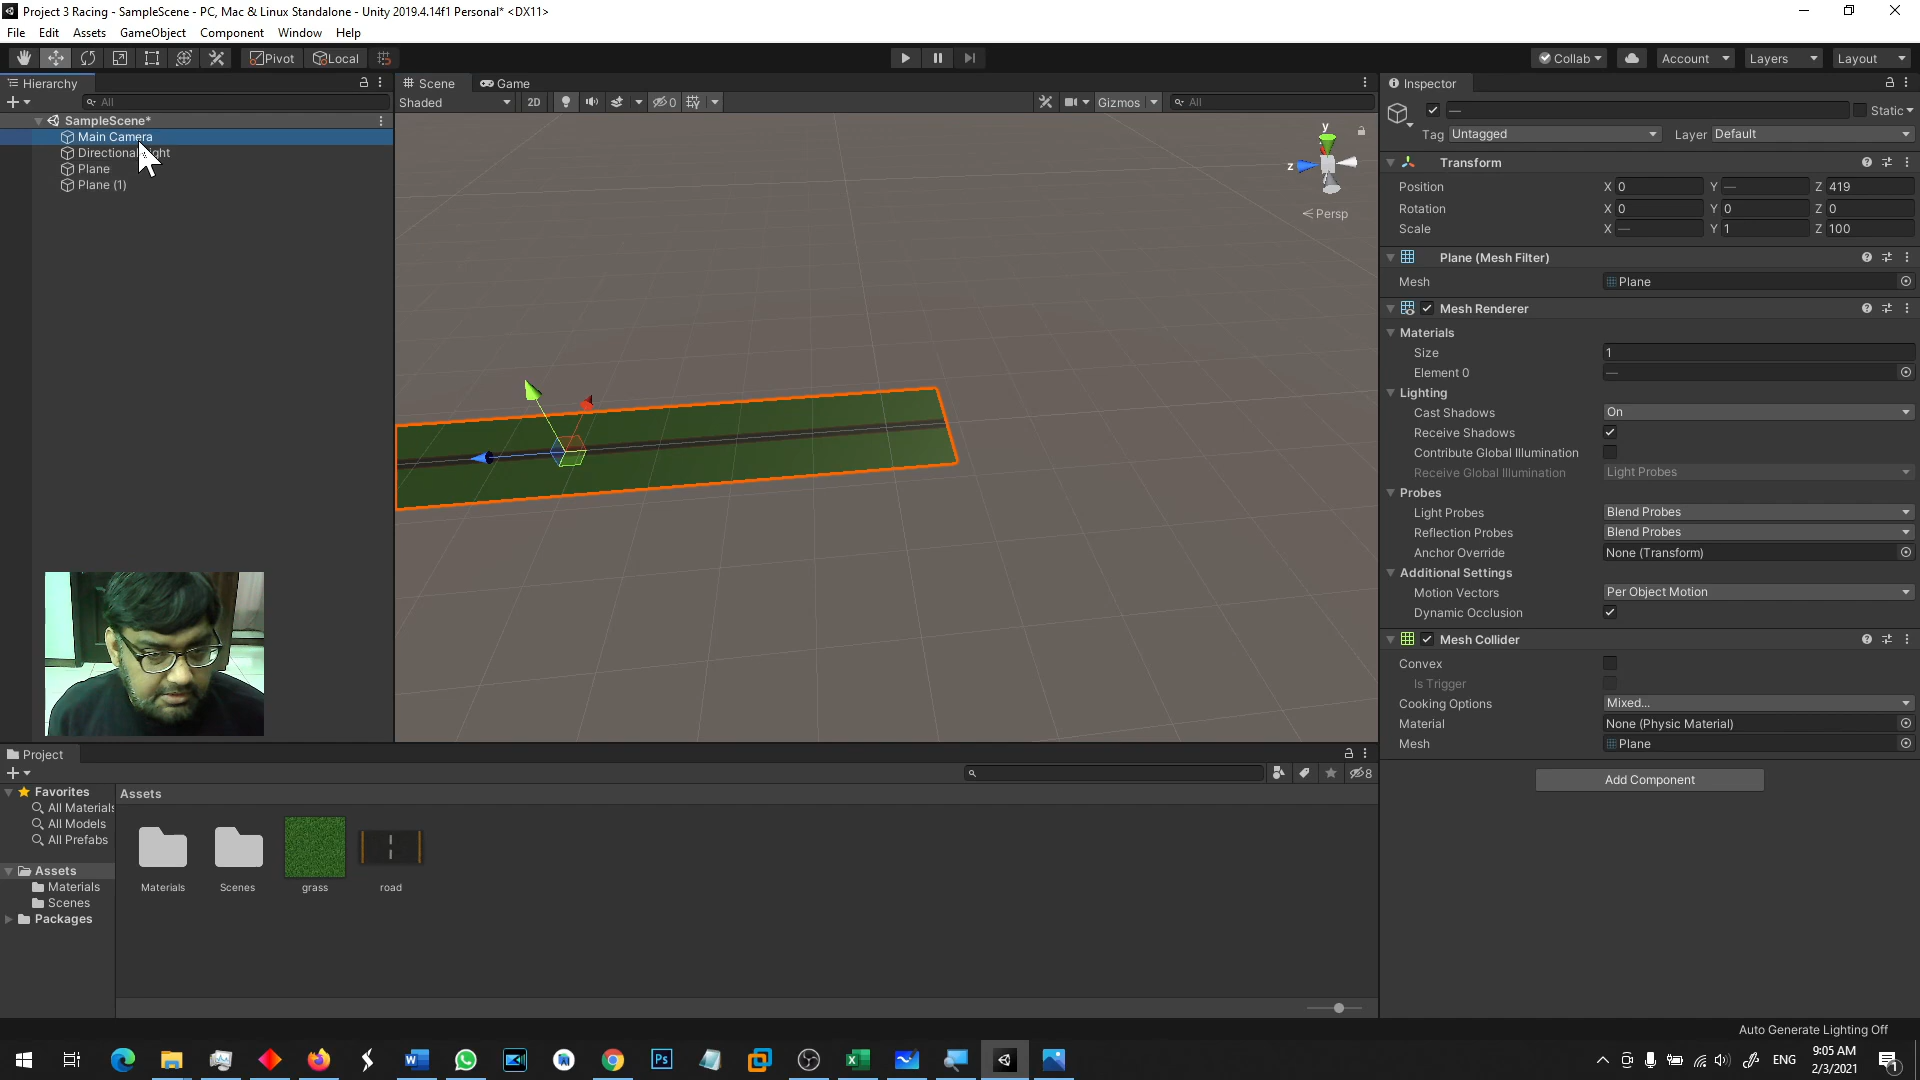 Project 3 Racing - SampleScene - PC, Mac & Linux Standalone - Unity 2019.4.14f1 Personal* <DX11>
File Edit Assets GameObject Component Window Help
Pivot Local Collab Account Layers Layout
Hierarchy
All
SampleScene*
Main Camera
Plane
Plane (1)
Scene Game
Shaded 2D 0 Gizmos All
y
z
Persp
Inspector
— Static
Tag Untagged Layer Default
Transform
Position X 0 Y — Z 419
Rotation X 0 Y 0 Z 0
Scale X — Y 1 Z 100
Plane (Mesh Filter)
Mesh Plane
Mesh Renderer
Materials
Size 1
Element 0 —
Lighting
Cast Shadows On
Receive Shadows
Contribute Global Illumination
Receive Global Illumination Light Probes
Probes
Light Probes Blend Probes
Reflection Probes Blend Probes
Anchor Override None (Transform)
Additional Settings
Motion Vectors Per Object Motion
Dynamic Occlusion
Mesh Collider
Convex
Is Trigger
Cooking Options Mixed...
Material None (Physic Material)
Mesh Plane
Add Component
Project
8
Favorites
All Materials
All Models
All Prefabs
Assets
Materials
Scenes
Packages
Assets
Materials Scenes grass road
Auto Generate Lighting Off
Ps
ENG
9:05 AM
2/3/2021
1